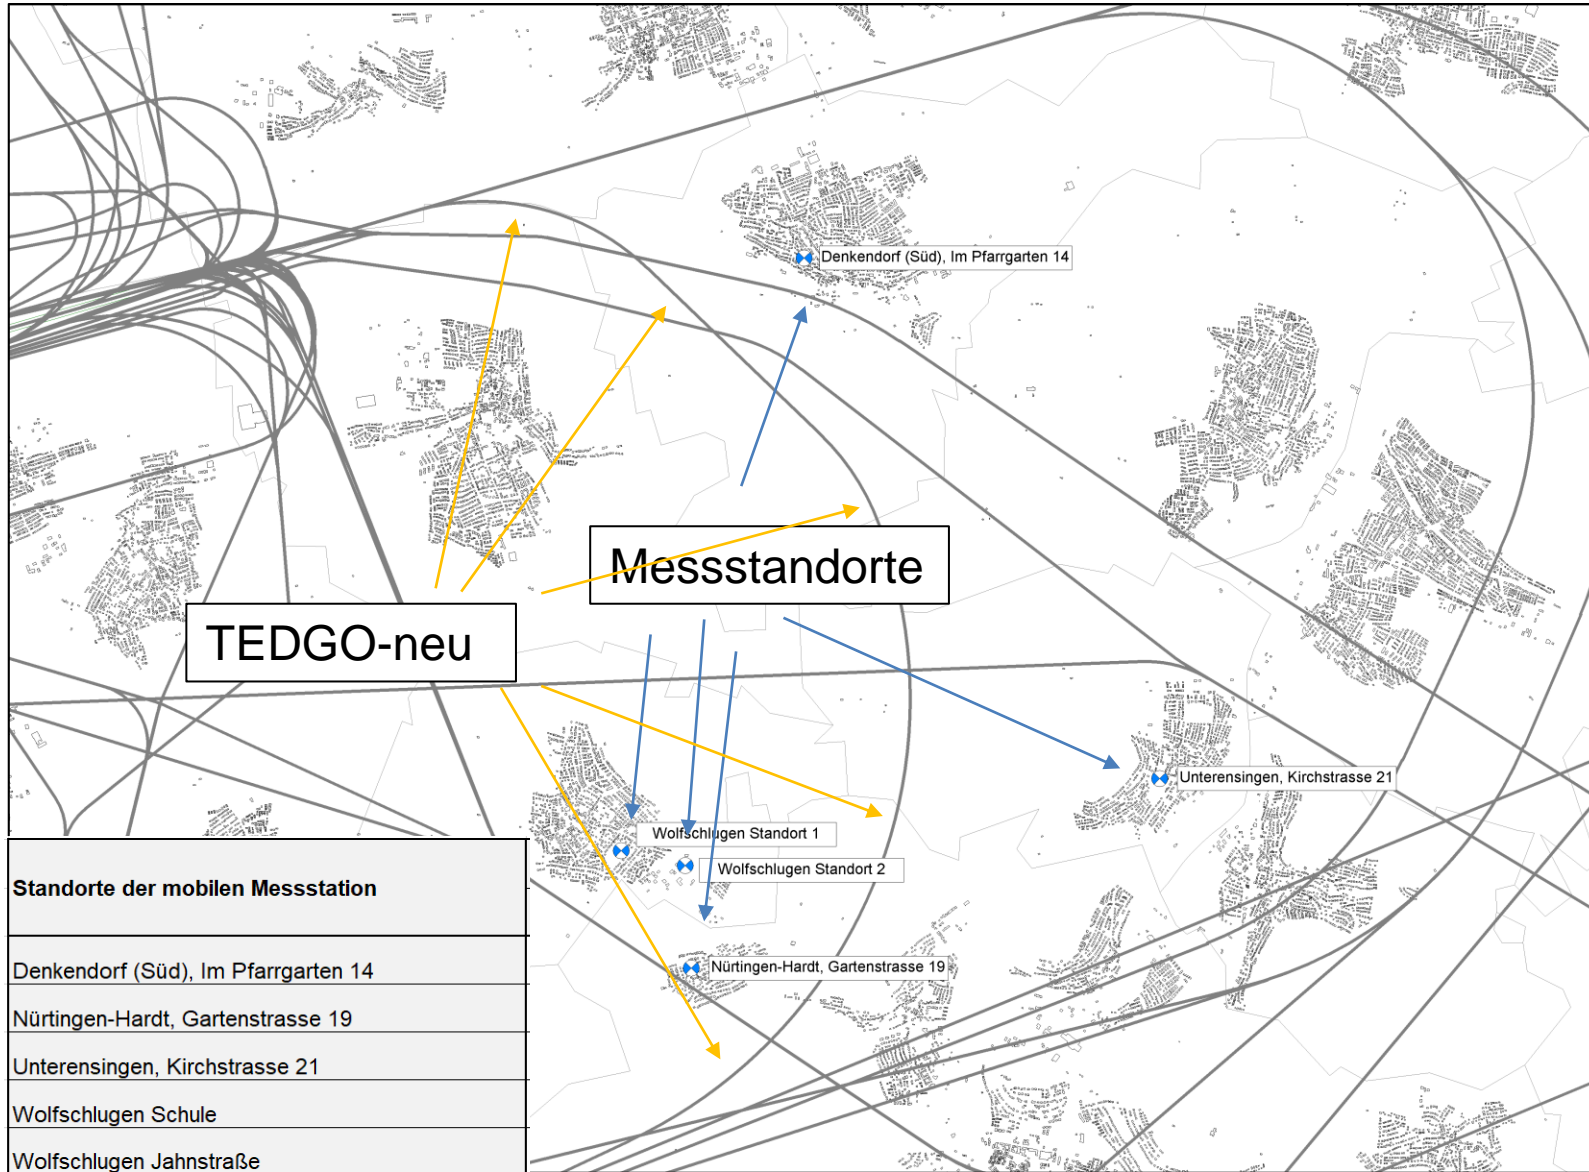 Denkendorf (Süd), Im Pfarrgarten 14
Messstandorte
TEDGO-neu
Unterensingen, Kirchstrasse 21
Wolfschlugen Standort 1
Wolfschlugen Standort 2
Nürtingen-Hardt, Gartenstrasse 19
Standorte der mobilen Messstation
Denkendorf (Süd), Im Pfarrgarten 14
Nürtingen-Hardt, Gartenstrasse 19
Unterensingen, Kirchstrasse 21
Wolfschlugen Schule
Wolfschlugen Jahnstraße